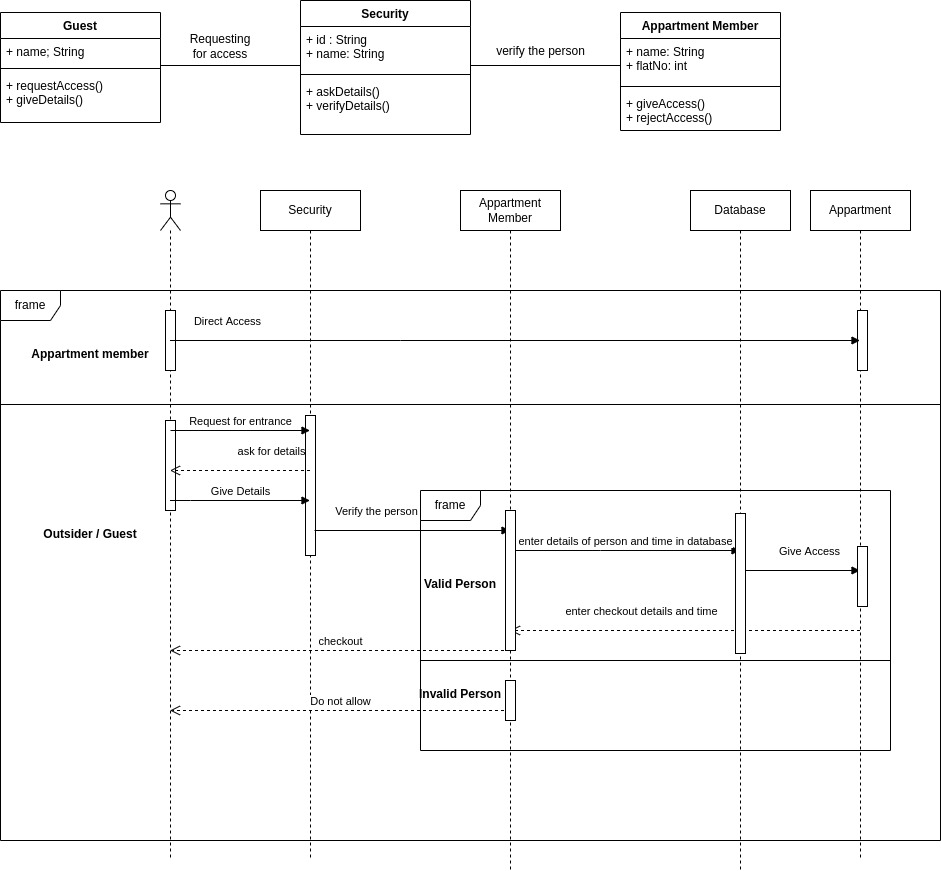 Guest
+ name; String
+ requestAccess()
+ giveDetails()
Requesting
for access
Security
+ id : String
+ name: String
+ askDetails()
+ verifyDetails()
verify the person
Appartment Member
+ name: String
+ flatNo: int
+ giveAccess()
+ rejectAccess()
Security
Appartment
Member
Database
Appartment
frame
Direct Access
Appartment member
Request for entrance
ask for details
Give Details
Outsider / Guest
Verify the person
frame
enter details of person and time in database
Give Access
Valid Person
enter checkout details and time
checkout
Invalid Person
Do not allow